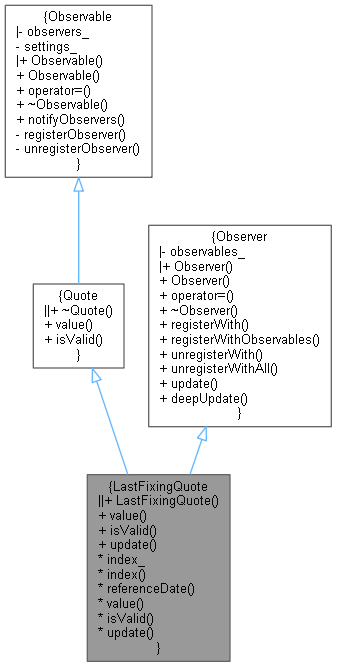 {Observable
|- observers_
- settings_
|+ Observable()
+ Observable()
+ operator=()
+ ~Observable()
+ notifyObservers()
- registerObserver()
- unregisterObserver()
}
{Quote
||+ ~Quote()
+ value()
+ isValid()
}
{Observer
|- observables_
|+ Observer()
+ Observer()
+ operator=()
+ ~Observer()
+ registerWith()
+ registerWithObservables()
+ unregisterWith()
+ unregisterWithAll()
+ update()
+ deepUpdate()
}
{LastFixingQuote
||+ LastFixingQuote()
+ value()
+ isValid()
+ update()
* index_
* index()
* referenceDate()
* value()
* isValid()
* update()
}